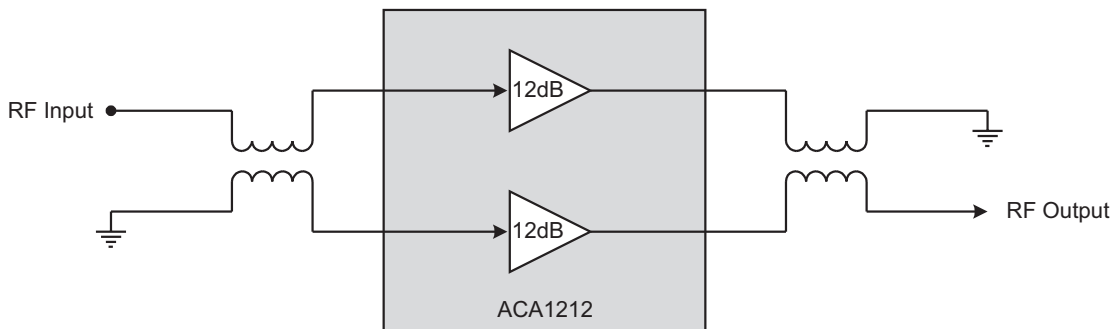 12dB
RF Input
12dB
RF Output
ACA1212